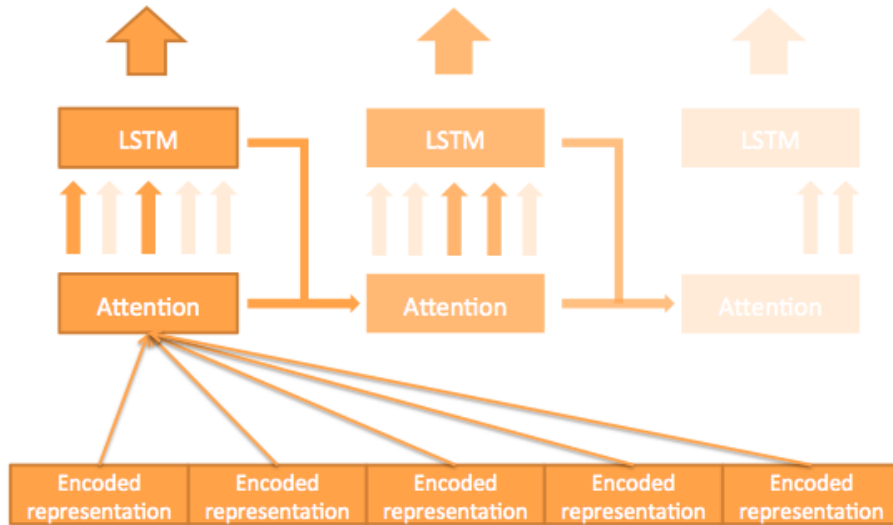 LSTM
LSTM
LSTM
Attention
Attention
Attention
Encoded
representation
Encoded
representation
Encoded
representation
Encoded
representation
Encoded
representation